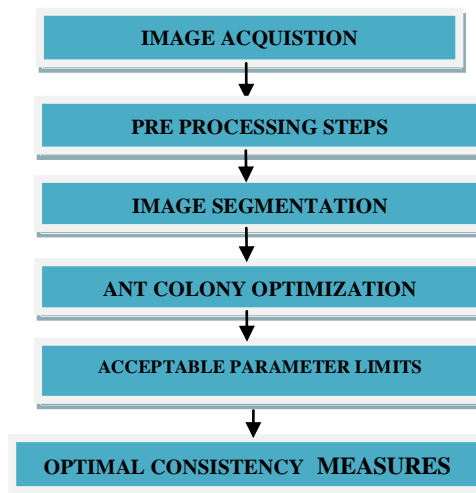 IMAGE ACQUISTION
PRE PROCESSING STEPS
IMAGE SEGMENTATION
ANT COLONY OPTIMIZATION
ACCEPTABLE PARAMETER LIMITS
OPTIMAL CONSISTENCY MEASURES